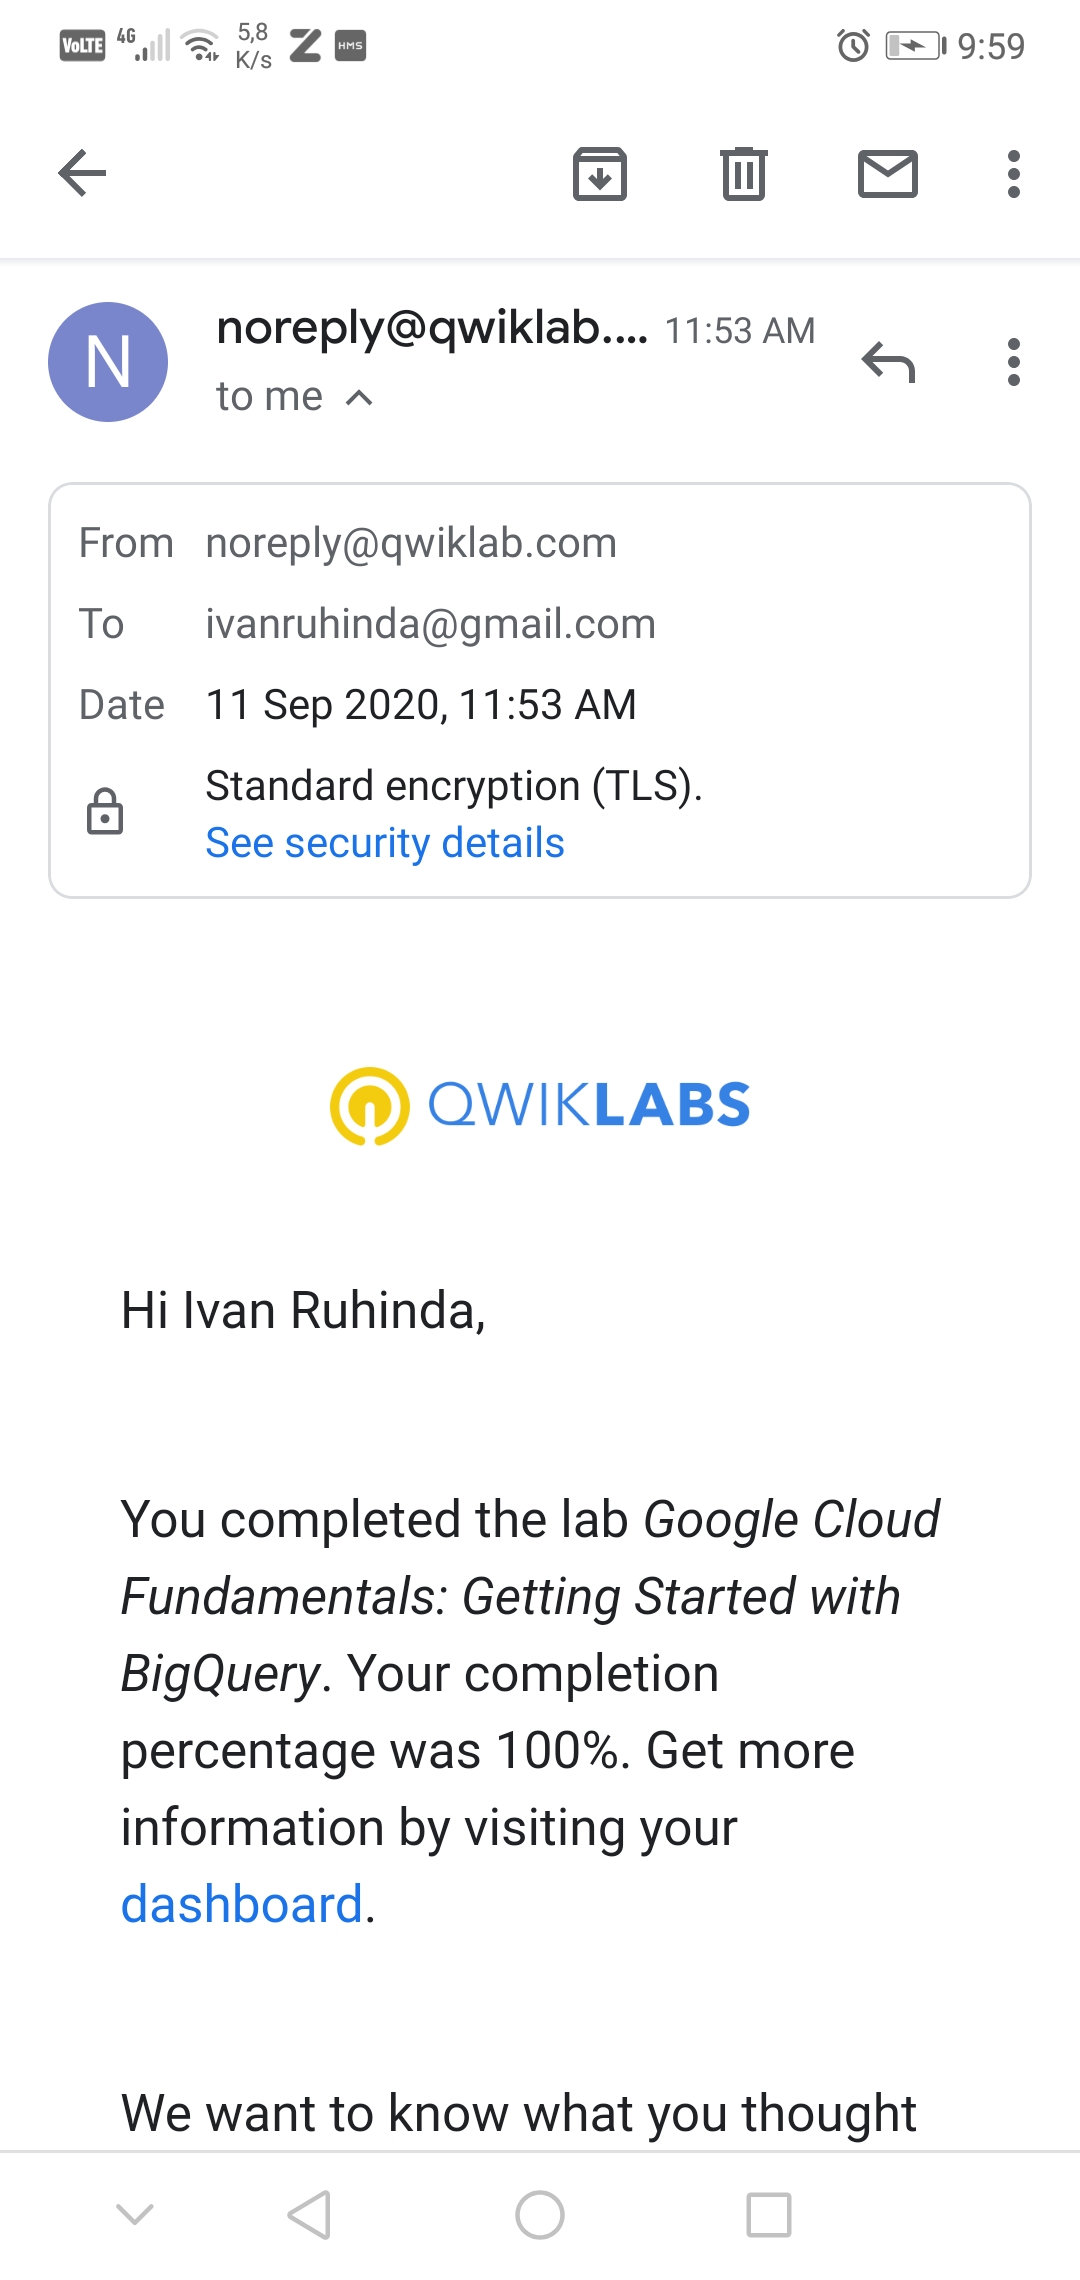 VoLTE 4G 5,8 K/s Z HMS 9:59
noreply@qwiklab.... 11:53 AM
N
to me
From noreply@qwiklab.com
To ivanruhinda@gmail.com
Date 11 Sep 2020, 11:53 AM
Standard encryption (TLS).
See security details
QWIKLABS
Hi Ivan Ruhinda,
You completed the lab Google Cloud
Fundamentals: Getting Started with
BigQuery. Your completion
percentage was 100%. Get more
information by visiting your
dashboard.
We want to know what you thought